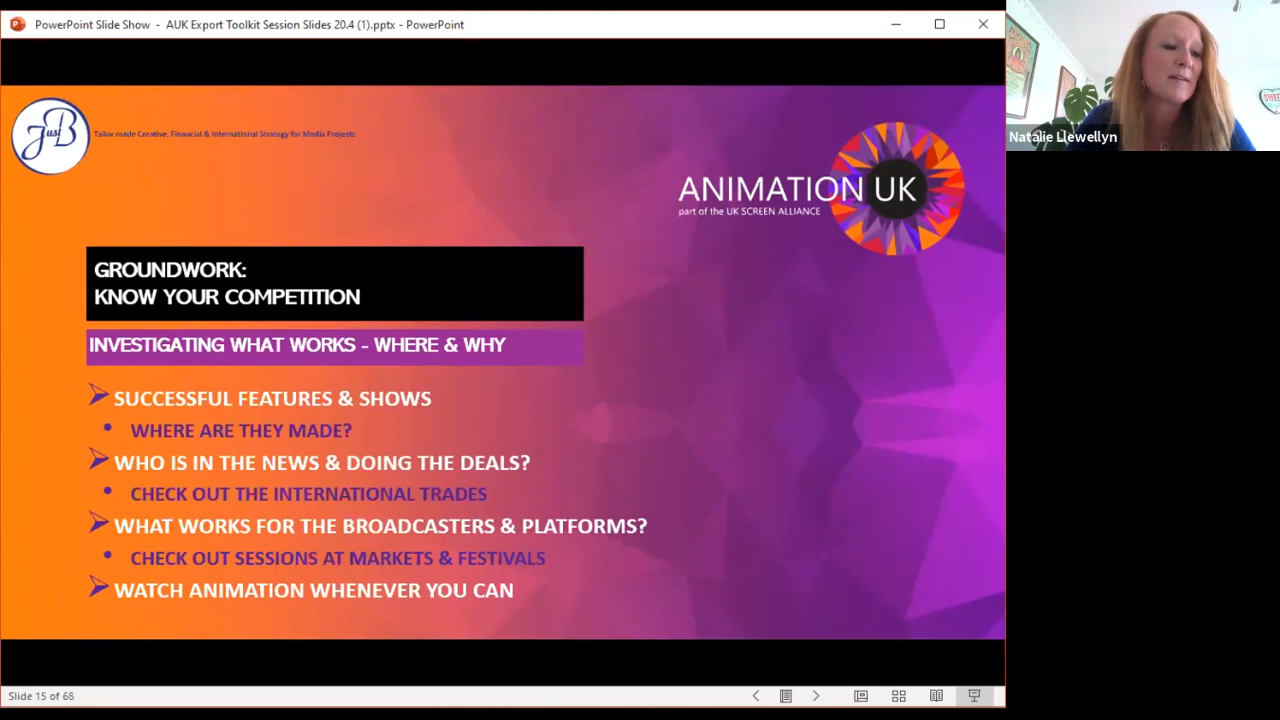 PowerPoint Slide Show - AUK Export Toolkit Session Slides 20.4 (1).pptx - PowerPoint
Just B
Tailor made Creative, Financial & International Strategy for Media Projects
ANIMATION UK
part of the UK SCREEN ALLIANCE
Natalie Llewellyn
GROUNDWORK:
KNOW YOUR COMPETITION
INVESTIGATING WHAT WORKS - WHERE & WHY
SUCCESSFUL FEATURES & SHOWS
WHERE ARE THEY MADE?
WHO IS IN THE NEWS & DOING THE DEALS?
CHECK OUT THE INTERNATIONAL TRADES
WHAT WORKS FOR THE BROADCASTERS & PLATFORMS?
CHECK OUT SESSIONS AT MARKETS & FESTIVALS
WATCH ANIMATION WHENEVER YOU CAN
Slide 15 of 68